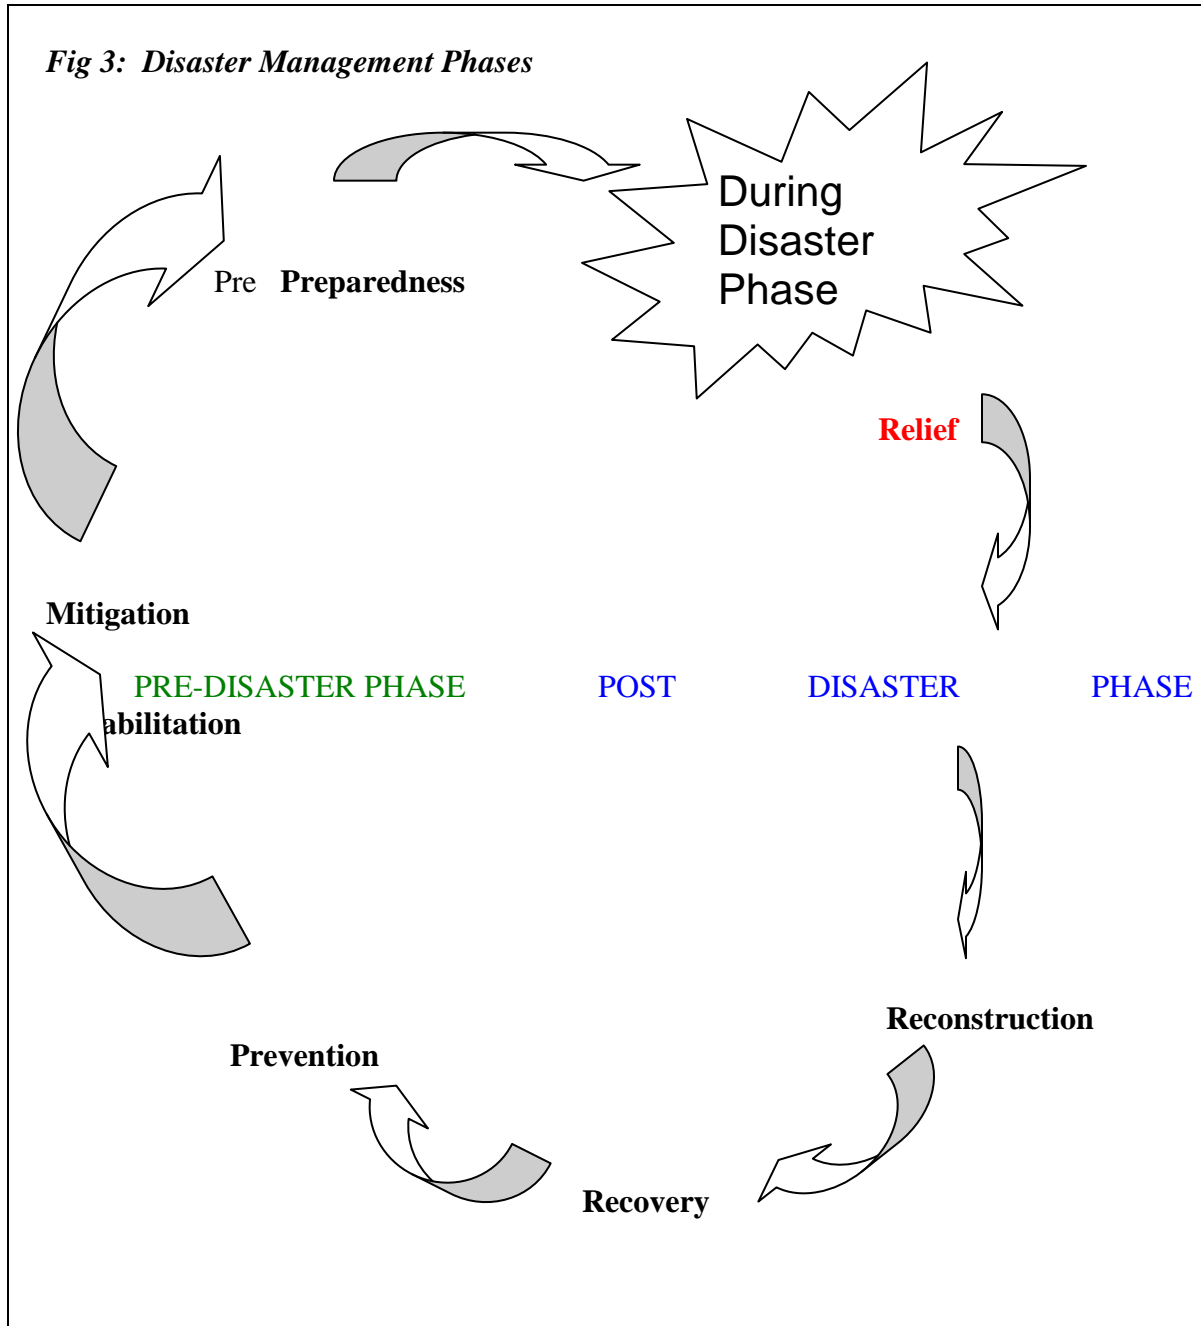 Fig 3: Disaster Management Phases
During
Disaster
Phase
Pre Preparedness
Relief
Mitigation
PRE-DISASTER PHASE POST DISASTER PHASE
abilitation
Reconstruction
Prevention
Recovery